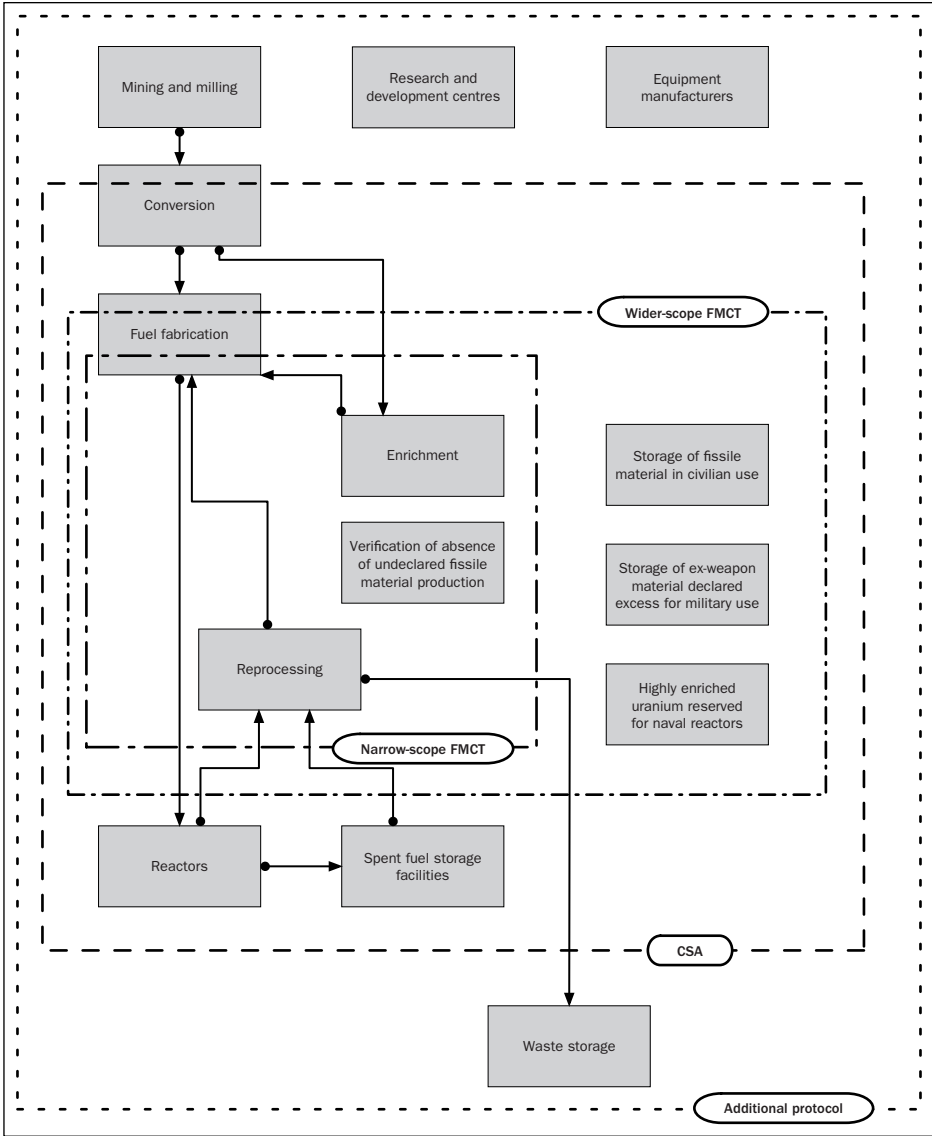 Mining and milling
Research and
development centres
Equipment
manufacturers
Conversion
Wider-scope FMCT
Fuel fabrication
Enrichment
Storage of fissile
material in civilian use
Verification of absence
of undeclared fissile
material production
Storage of ex-weapon
material declared
excess for military use
Reprocessing
Highly enriched
uranium reserved
for naval reactors
Narrow-scope FMCT
Reactors
Spent fuel storage
facilities
CSA
Waste storage
Additional protocol